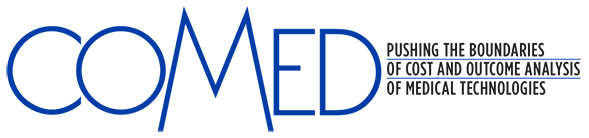 COMED
PUSHING THE BOUNDARIES
OF COST AND OUTCOME ANALYSIS
OF MEDICAL TECHNOLOGIES